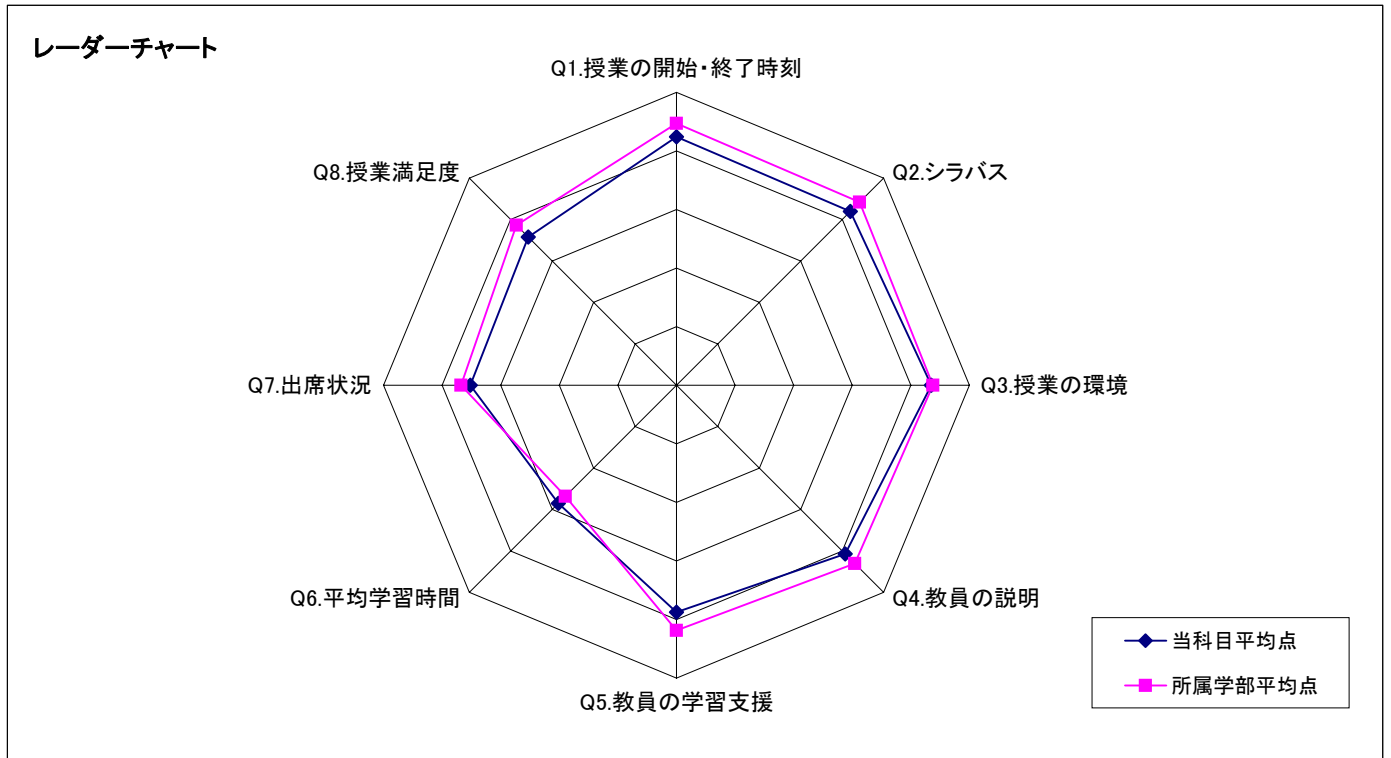 レーダーチャート
Q1.授業の開始・終了時刻
Q2.シラバス
Q3.授業の環境
Q4.教員の説明
Q5.教員の学習支援
Q6.平均学習時間
Q7.出席状況
Q8.授業満足度
当科目平均点
所属学部平均点